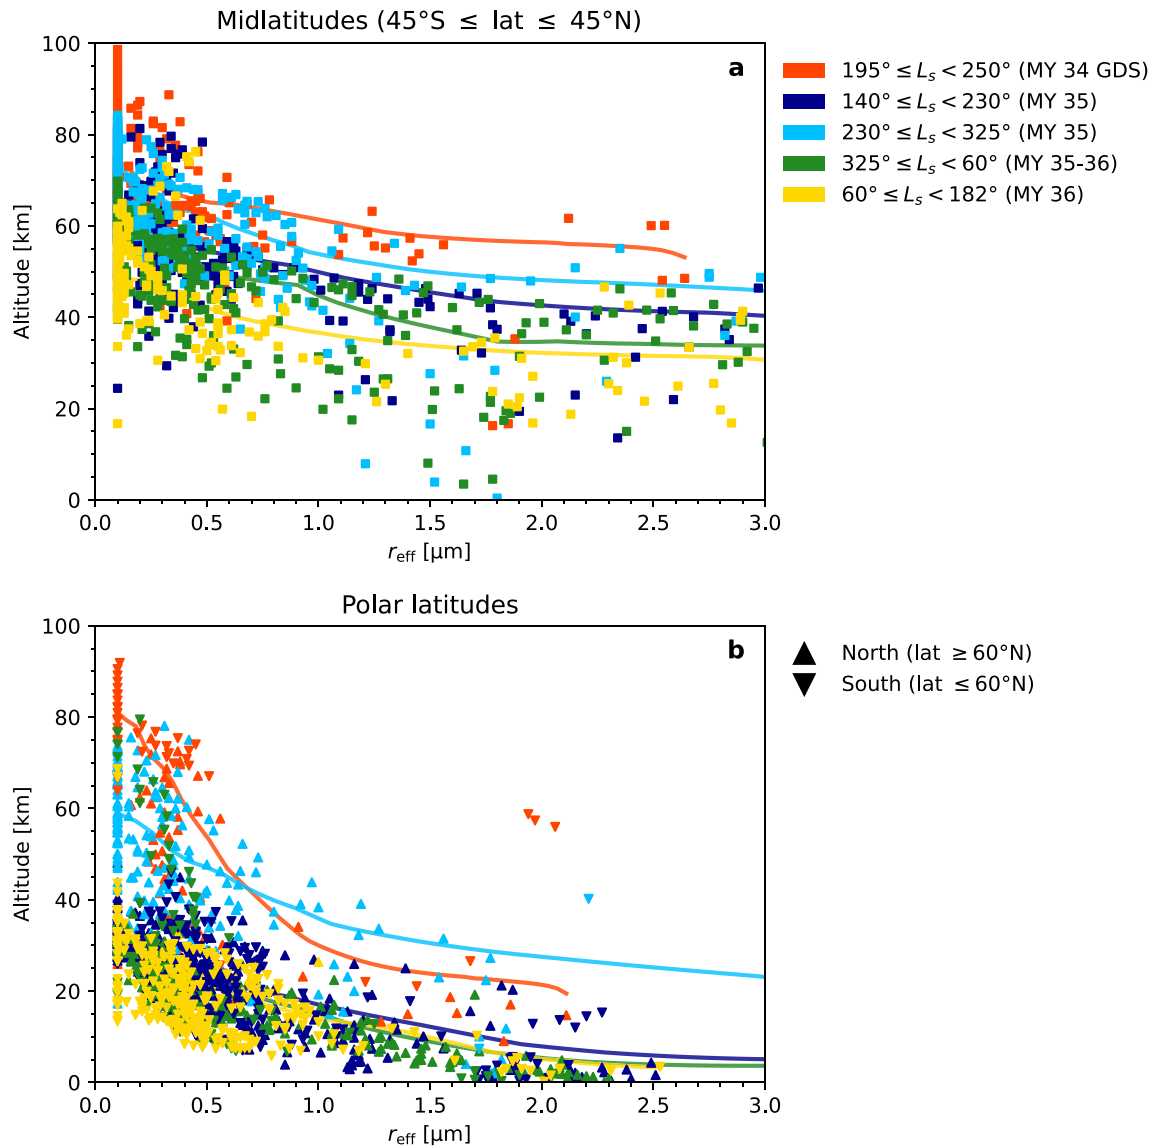 Midlatitudes (45°S ≤ lat ≤ 45°N)
a
100
80
60
40
20
0
Altitude [km]
0.0 0.5 1.0 1.5 2.0 2.5 3.0
r_eff [μm]
195° ≤ L_s < 250° (MY 34 GDS)
140° ≤ L_s < 230° (MY 35)
230° ≤ L_s < 325° (MY 35)
325° ≤ L_s < 60° (MY 35-36)
60° ≤ L_s < 182° (MY 36)
Polar latitudes
b
100
80
60
40
20
0
Altitude [km]
0.0 0.5 1.0 1.5 2.0 2.5 3.0
r_eff [μm]
North (lat ≥ 60°N)
South (lat ≤ 60°N)